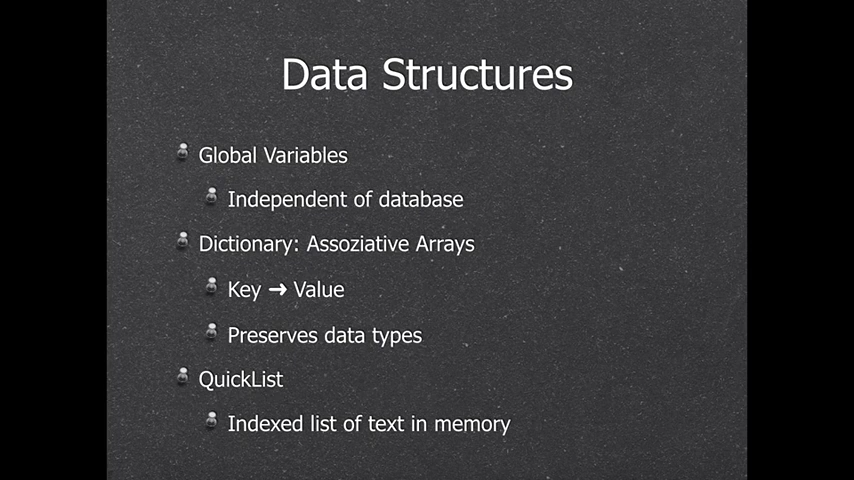 Data Structures
Global Variables
Independent of database
Dictionary: Assoziative Arrays
Key ➜ Value
Preserves data types
QuickList
Indexed list of text in memory